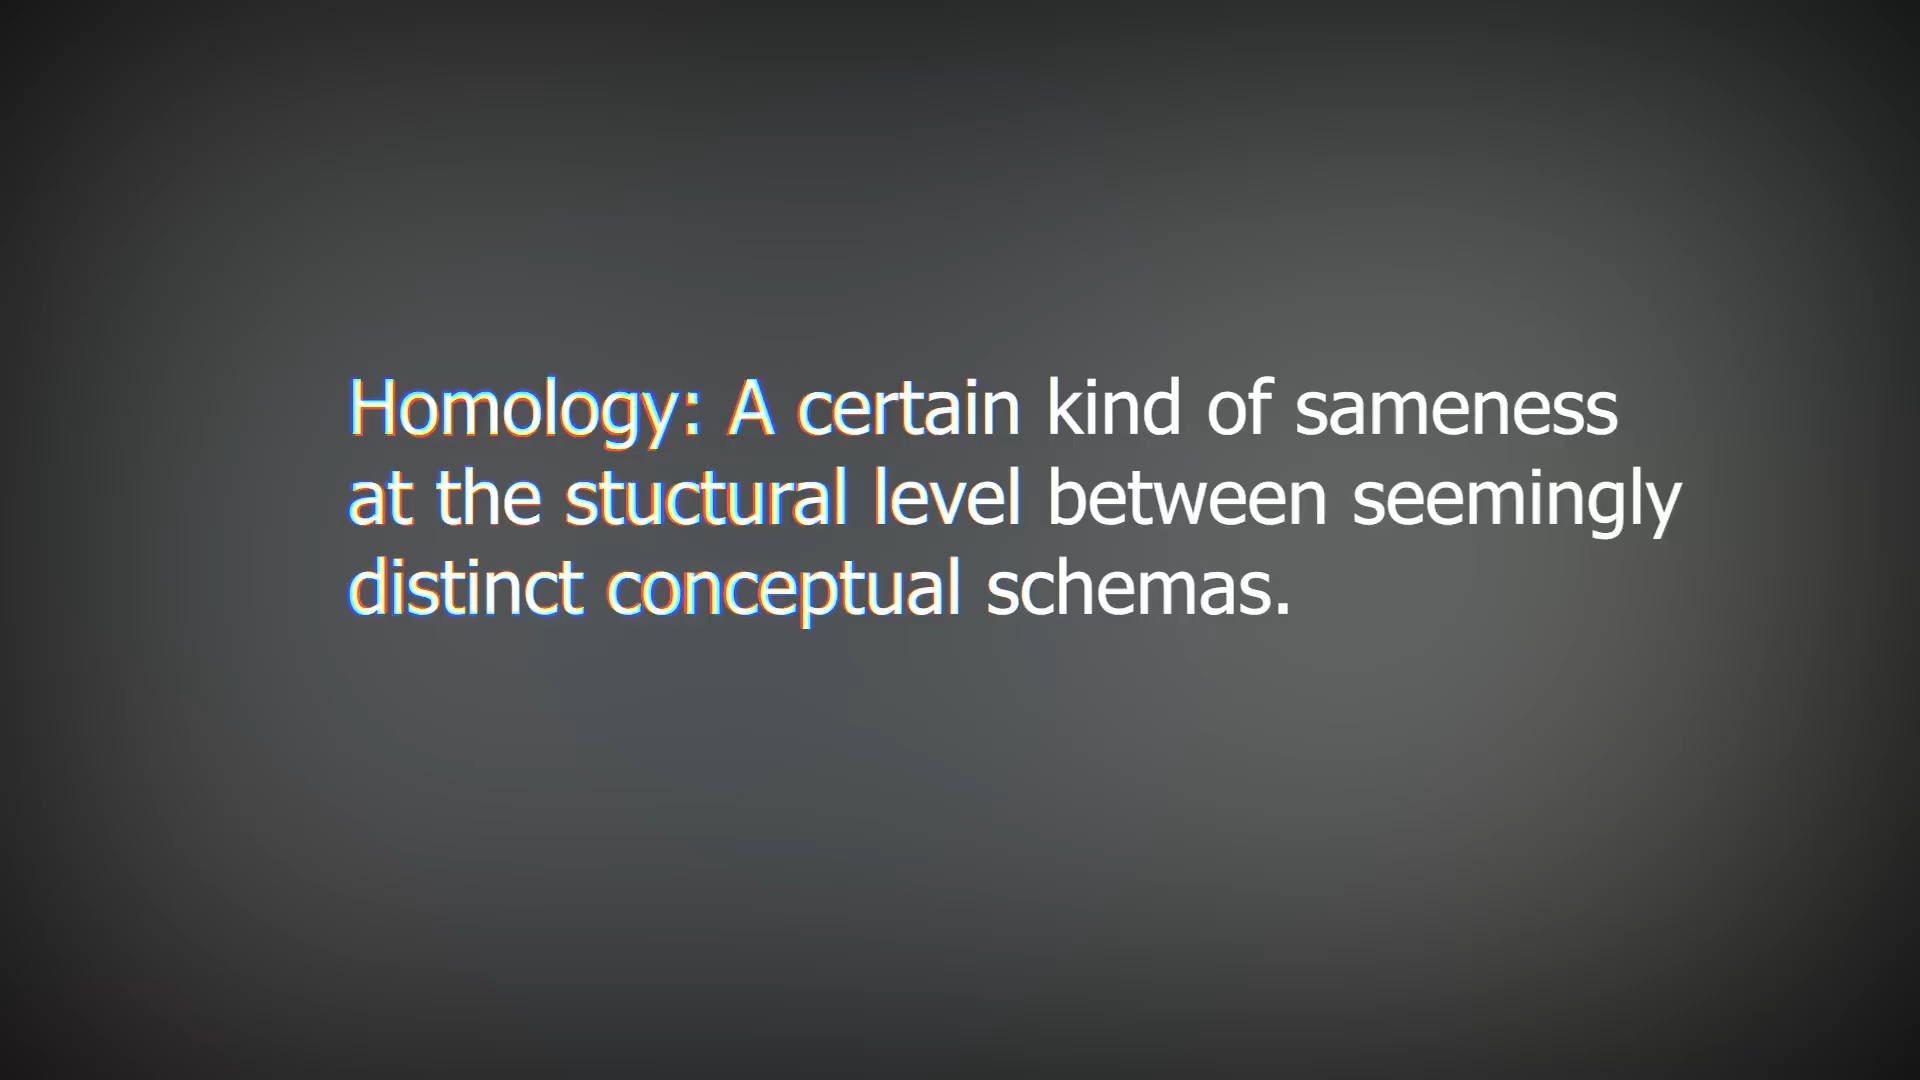 Homology: A certain kind of sameness
at the stuctural level between seemingly
distinct conceptual schemas.